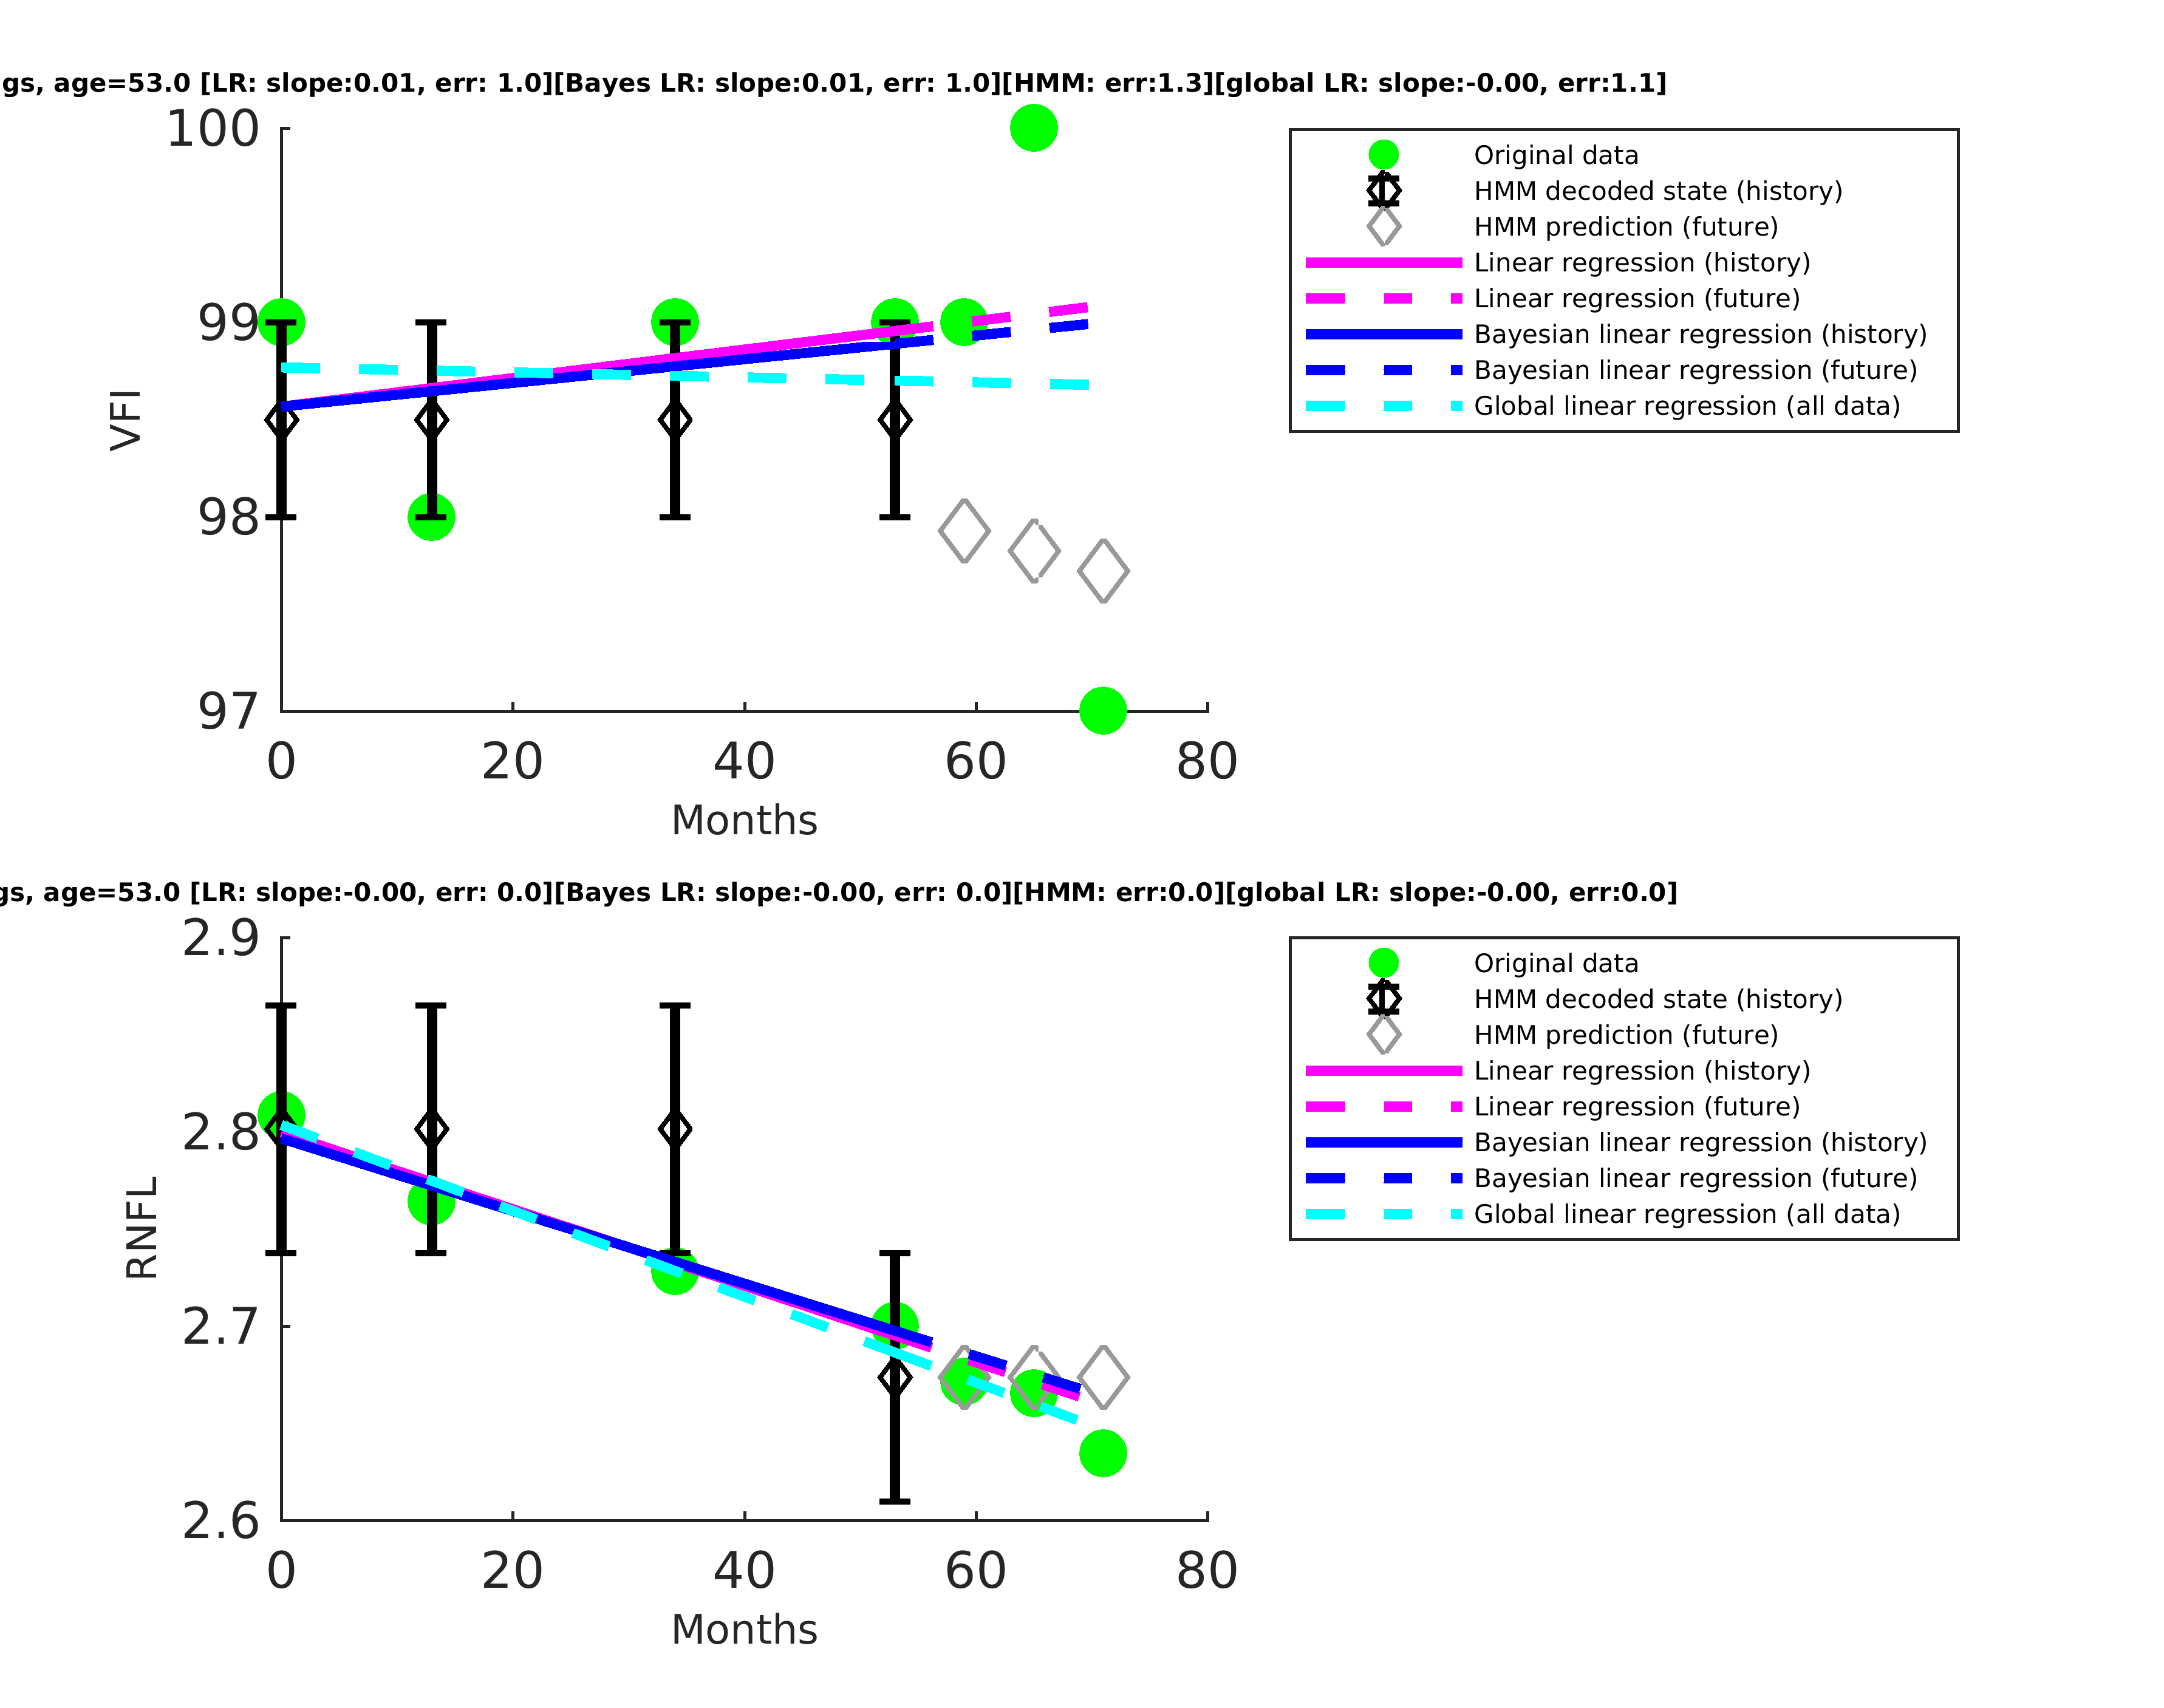 gs, age=53.0 [LR: slope:0.01, err: 1.0][Bayes LR: slope:0.01, err: 1.0][HMM: err:1.3][global LR: slope:-0.00, err:1.1]
100
99
98
97
VFI
0 20 40 60 80
Months
Original data
HMM decoded state (history)
HMM prediction (future)
Linear regression (history)
Linear regression (future)
Bayesian linear regression (history)
Bayesian linear regression (future)
Global linear regression (all data)
gs, age=53.0 [LR: slope:-0.00, err: 0.0][Bayes LR: slope:-0.00, err: 0.0][HMM: err:0.0][global LR: slope:-0.00, err:0.0]
2.9
2.8
2.7
2.6
RNFL
0 20 40 60 80
Months
Original data
HMM decoded state (history)
HMM prediction (future)
Linear regression (history)
Linear regression (future)
Bayesian linear regression (history)
Bayesian linear regression (future)
Global linear regression (all data)